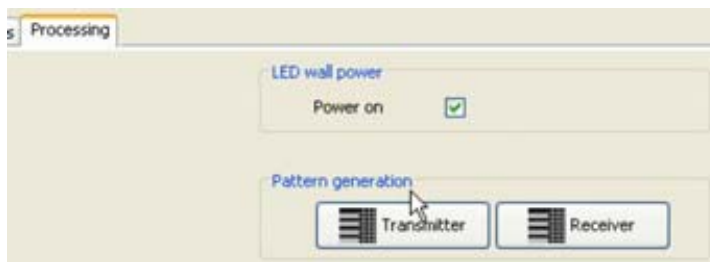 s Processing
LED wall power
Power on
Pattern generation
Transmitter Receiver